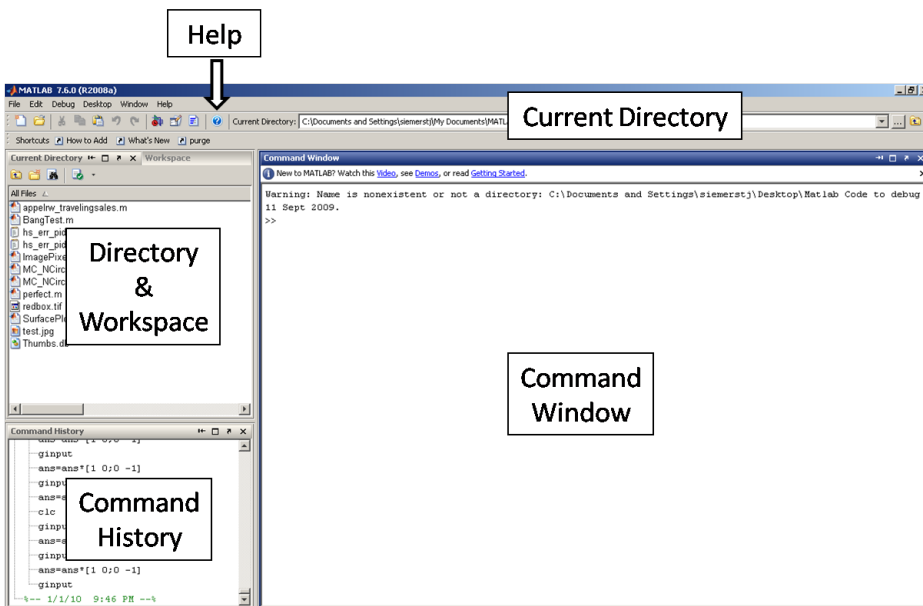 Help
MATLAB 7.6.0 (R2008a)
File Edit Debug Desktop Window Help
Current Directory: C:\Documents and Settings\siemerstj\My Documents\MATL
Current Directory
Shortcuts How to Add What's New purge
Current Directory Workspace
All Files
appelrw_travelingsales.m
BangTest.m
hs_err_pid
hs_err_pid
ImagePixe
MC_NCirc
MC_NCirc
perfect.m
redbox.tif
SurfacePl
test.jpg
Thumbs.d
Directory
&
Workspace
Command Window
New to MATLAB? Watch this Video, see Demos, or read Getting Started.
Warning: Name is nonexistent or not a directory: C:\Documents and Settings\siemerstj\Desktop\Matlab Code to debug
11 Sept 2009.
>>
Command
Window
Command History
ginput
ans=ans*[1 0;0 -1]
ginpu
ans=a
clc
ginpu
ans=a
ginpu
ans=ans*[1 0;0 -1]
ginput
%-- 1/1/10 9:46 PM --%
Command
History